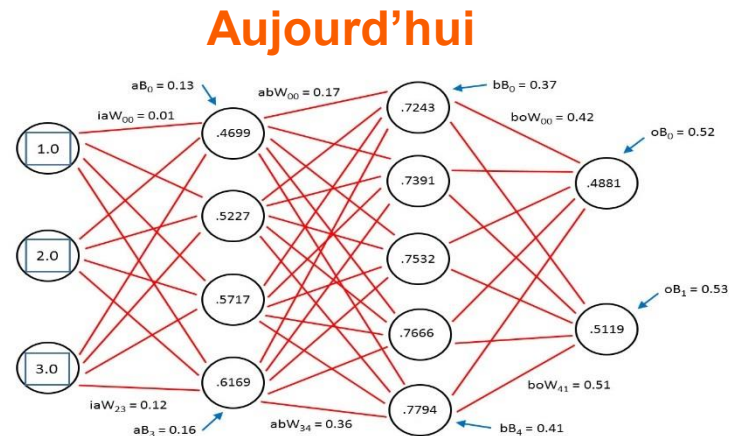 Aujourd’hui
aB₀ = 0.13
abW₀₀ = 0.17
bB₀ = 0.37
iaW₀₀ = 0.01
.7243
boW₀₀ = 0.42
1.0
.4699
oB₀ = 0.52
.7391
.4881
.5227
2.0
.7532
.5717
oB₁ = 0.53
.7666
.5119
3.0
.6169
boW₄₁ = 0.51
iaW₂₃ = 0.12
.7794
aB₃ = 0.16
abW₃₄ = 0.36
bB₄ = 0.41